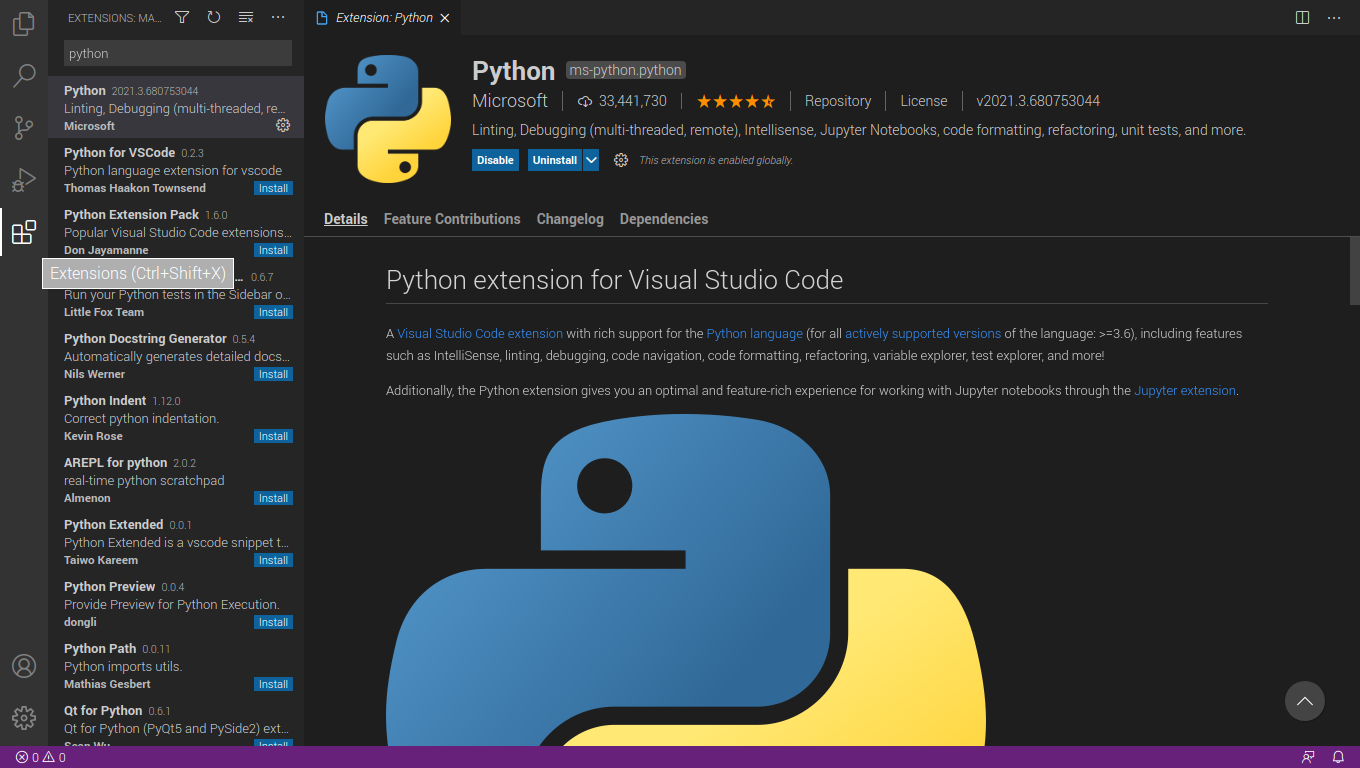 EXTENSIONS: MA...
python
Python 2021.3.680753044
Linting, Debugging (multi-threaded, re...
Microsoft
Python for VSCode 0.2.3
Python language extension for vscode
Thomas Haakon Townsend Install
Python Extension Pack 1.6.0
Popular Visual Studio Code extensions...
Don Jayamanne Install
Extensions (Ctrl+Shift+X) ... 0.6.7
Run your Python tests in the Sidebar o...
Little Fox Team Install
Python Docstring Generator 0.5.4
Automatically generates detailed docs...
Nils Werner Install
Python Indent 1.12.0
Correct python indentation.
Kevin Rose Install
AREPL for python 2.0.2
real-time python scratchpad
Almenon Install
Python Extended 0.0.1
Python Extended is a vscode snippet t...
Taiwo Kareem Install
Python Preview 0.0.4
Provide Preview for Python Execution.
dongli Install
Python Path 0.0.11
Python imports utils.
Mathias Gesbert Install
Qt for Python 0.6.1
Qt for Python (PyQt5 and PySide2) ext...
Sean Wu Install
Extension: Python
Python ms-python.python
Microsoft 33,441,730 Repository License v2021.3.680753044
Linting, Debugging (multi-threaded, remote), Intellisense, Jupyter Notebooks, code formatting, refactoring, unit tests, and more.
Disable Uninstall This extension is enabled globally.
Details Feature Contributions Changelog Dependencies
Python extension for Visual Studio Code
A Visual Studio Code extension with rich support for the Python language (for all actively supported versions of the language: >=3.6), including features
such as IntelliSense, linting, debugging, code navigation, code formatting, refactoring, variable explorer, test explorer, and more!
Additionally, the Python extension gives you an optimal and feature-rich experience for working with Jupyter notebooks through the Jupyter extension.
0 0